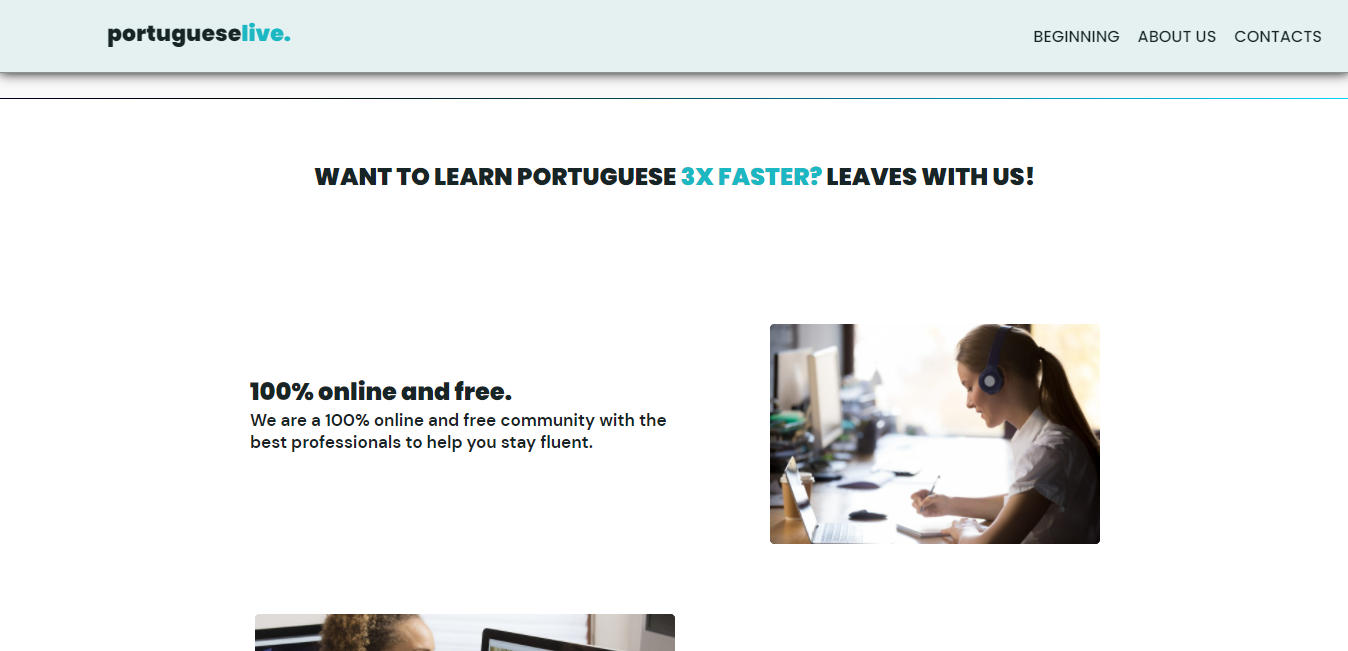 portugueselive.
BEGINNING ABOUT US CONTACTS
WANT TO LEARN PORTUGUESE 3X FASTER? LEAVES WITH US!
100% online and free.
We are a 100% online and free community with the
best professionals to help you stay fluent.